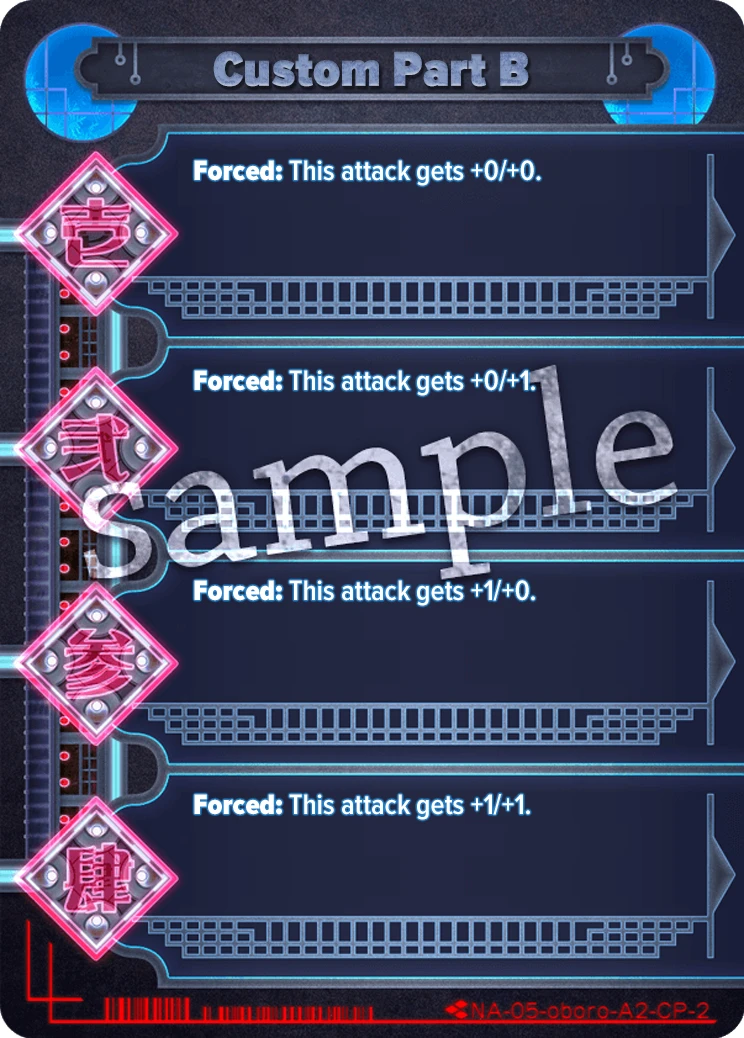 Custom Part B
壱
Forced: This attack gets +0/+0.
弐
Forced: This attack gets +0/+1.
sample
参
Forced: This attack gets +1/+0.
肆
Forced: This attack gets +1/+1.
NA-05-oboro-A2-CP-2